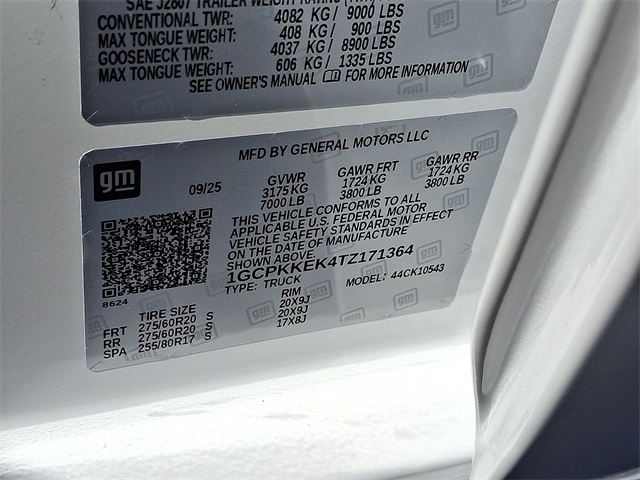 SAE J2807 TRAILER WEIGHT RATING
CONVENTIONAL TWR: 4082 KG / 9000 LBS
MAX TONGUE WEIGHT: 408 KG / 900 LBS
GOOSENECK TWR: 4037 KG / 8900 LBS
MAX TONGUE WEIGHT: 606 KG / 1335 LBS
SEE OWNER'S MANUAL FOR MORE INFORMATION
gm
MFD BY GENERAL MOTORS LLC
09/25 GVWR GAWR FRT GAWR RR
3175 KG 1724 KG 1724 KG
7000 LB 3800 LB 3800 LB
THIS VEHICLE CONFORMS TO ALL
APPLICABLE U.S. FEDERAL MOTOR
VEHICLE SAFETY STANDARDS IN EFFECT
ON THE DATE OF MANUFACTURE
SHOWN ABOVE.
1GCPKKEK4TZ171364
TYPE: TRUCK MODEL: 44CK10543
8624
TIRE SIZE RIM
FRT 275/60R20 S 20X9J
RR 275/60R20 S 20X9J
SPA 255/80R17 S 17X8J